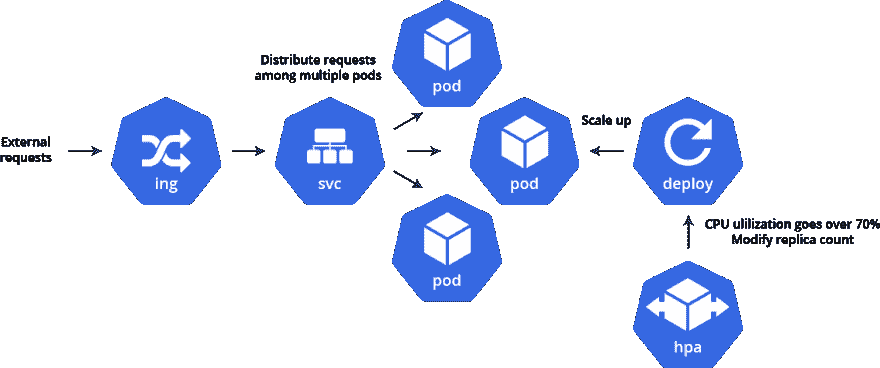 External
requests
ing
svc
Distribute requests
among multiple pods
pod
pod
pod
Scale up
deploy
CPU ulilization goes over 70%
Modify replica count
hpa